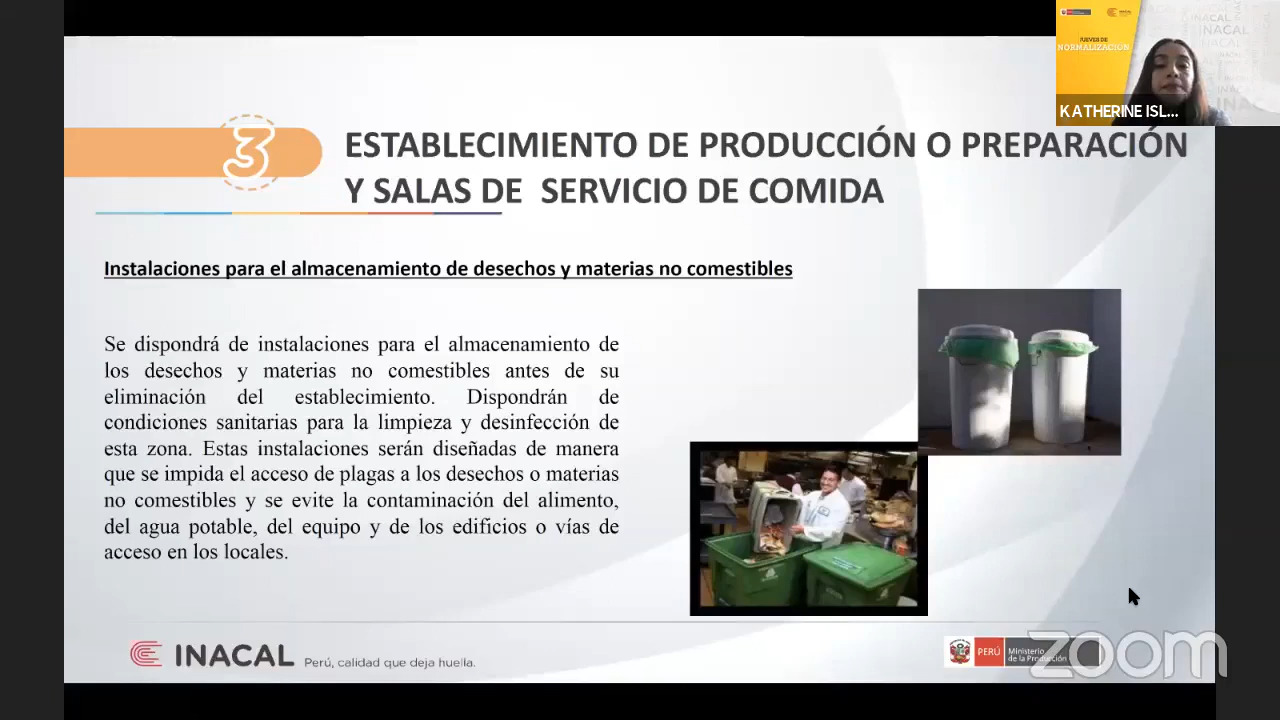 JUEVES DE
NORMALIZACIÓN
INACAL
INACAL
KATHERINE ISL...
3
ESTABLECIMIENTO DE PRODUCCIÓN O PREPARACIÓN
Y SALAS DE SERVICIO DE COMIDA
Instalaciones para el almacenamiento de desechos y materias no comestibles
Se dispondrá de instalaciones para el almacenamiento de
los desechos y materias no comestibles antes de su
eliminación del establecimiento. Dispondrán de
condiciones sanitarias para la limpieza y desinfección de
esta zona. Estas instalaciones serán diseñadas de manera
que se impida el acceso de plagas a los desechos o materias
no comestibles y se evite la contaminación del alimento,
del agua potable, del equipo y de los edificios o vías de
acceso en los locales.
INACAL Perú, calidad que deja huella.
PERÚ Ministerio
de la Producción
zoom